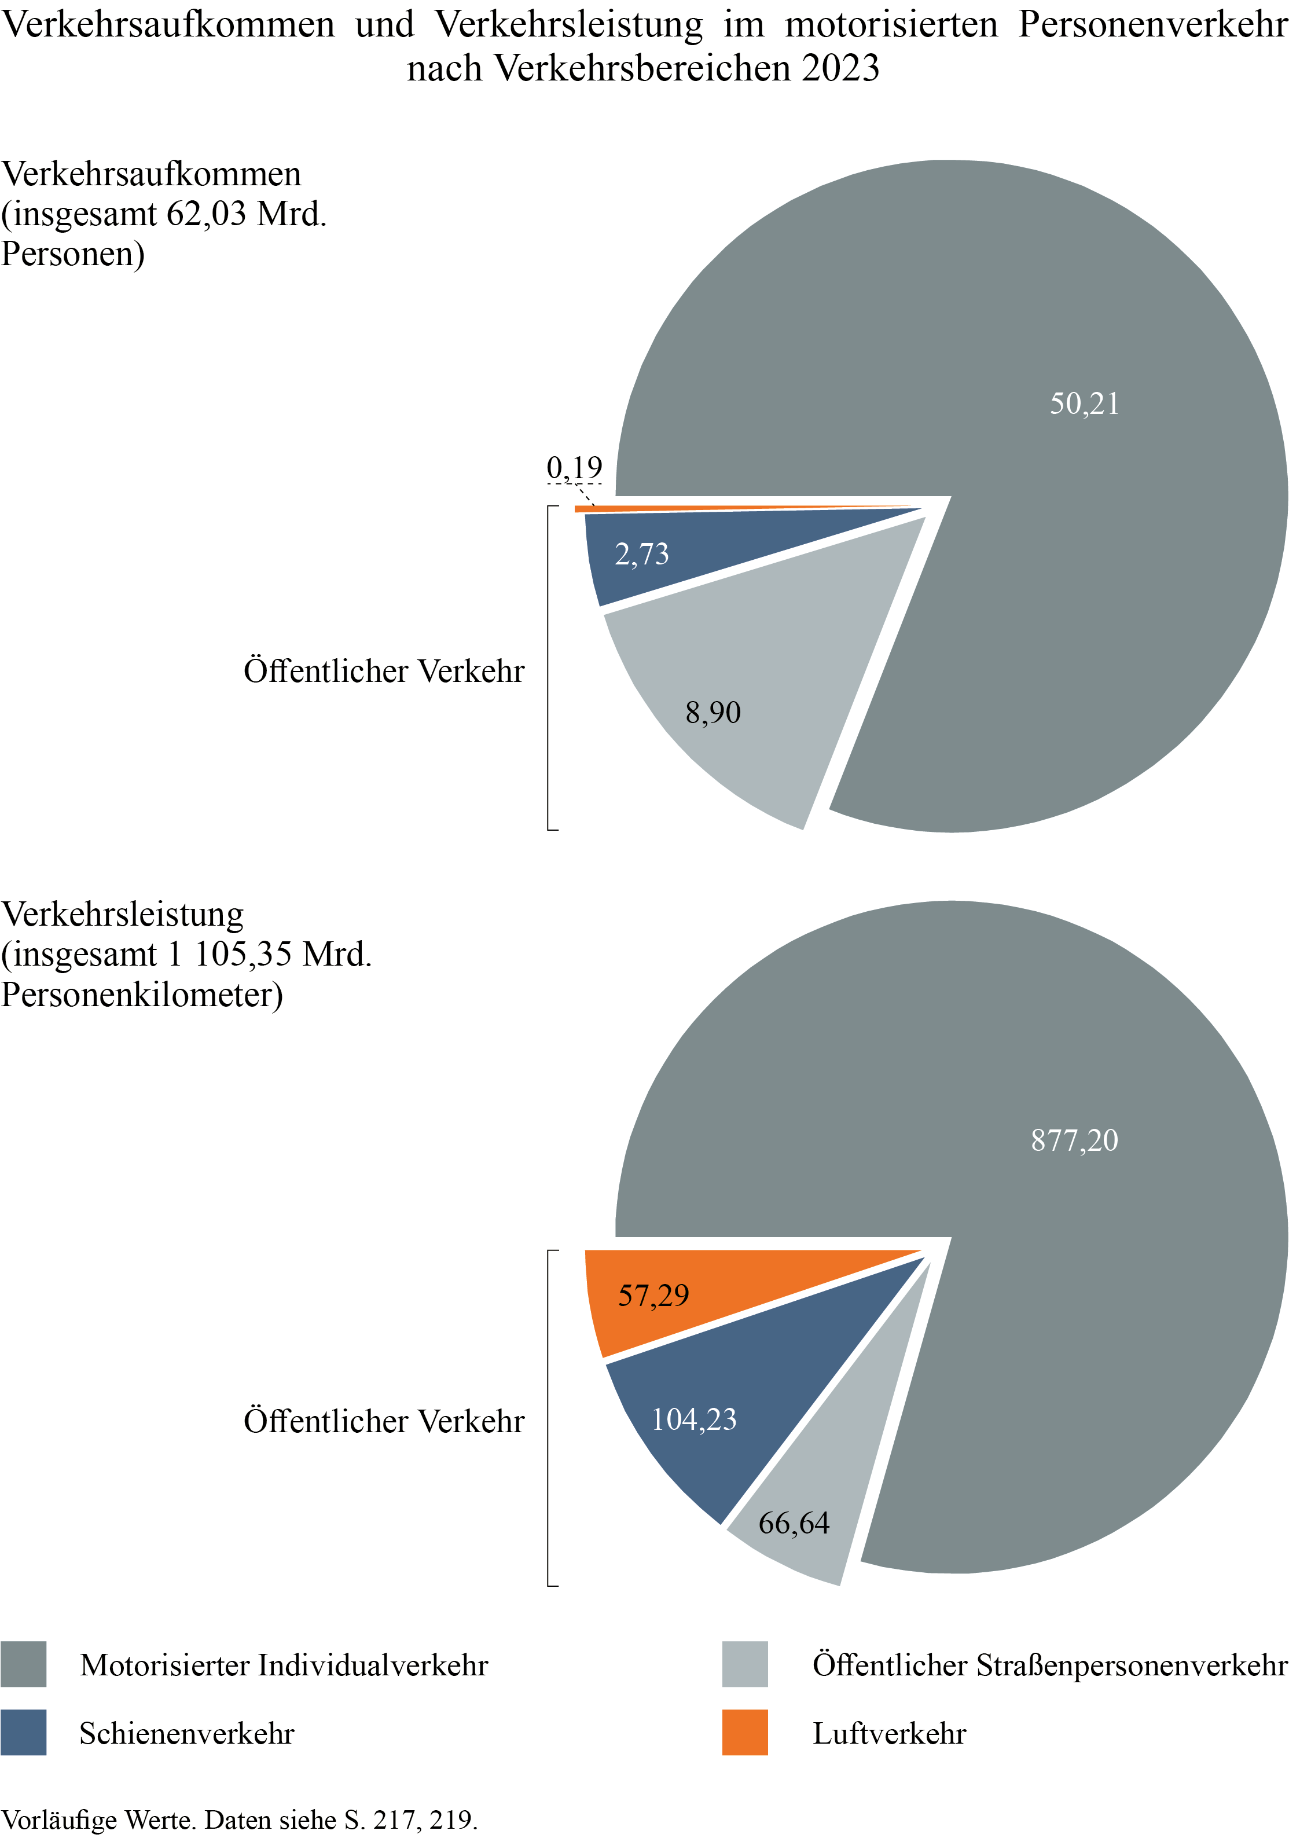 Verkehrsaufkommen und Verkehrsleistung im motorisierten Personenverkehr
nach Verkehrsbereichen 2023
Verkehrsaufkommen
(insgesamt 62,03 Mrd.
Personen)
50,21
0,19
2,73
Öffentlicher Verkehr
8,90
Verkehrsleistung
(insgesamt 1 105,35 Mrd.
Personenkilometer)
877,20
57,29
104,23
Öffentlicher Verkehr
66,64
Motorisierter Individualverkehr
Öffentlicher Straßenpersonenverkehr
Schienenverkehr
Luftverkehr
Vorläufige Werte. Daten siehe S. 217, 219.